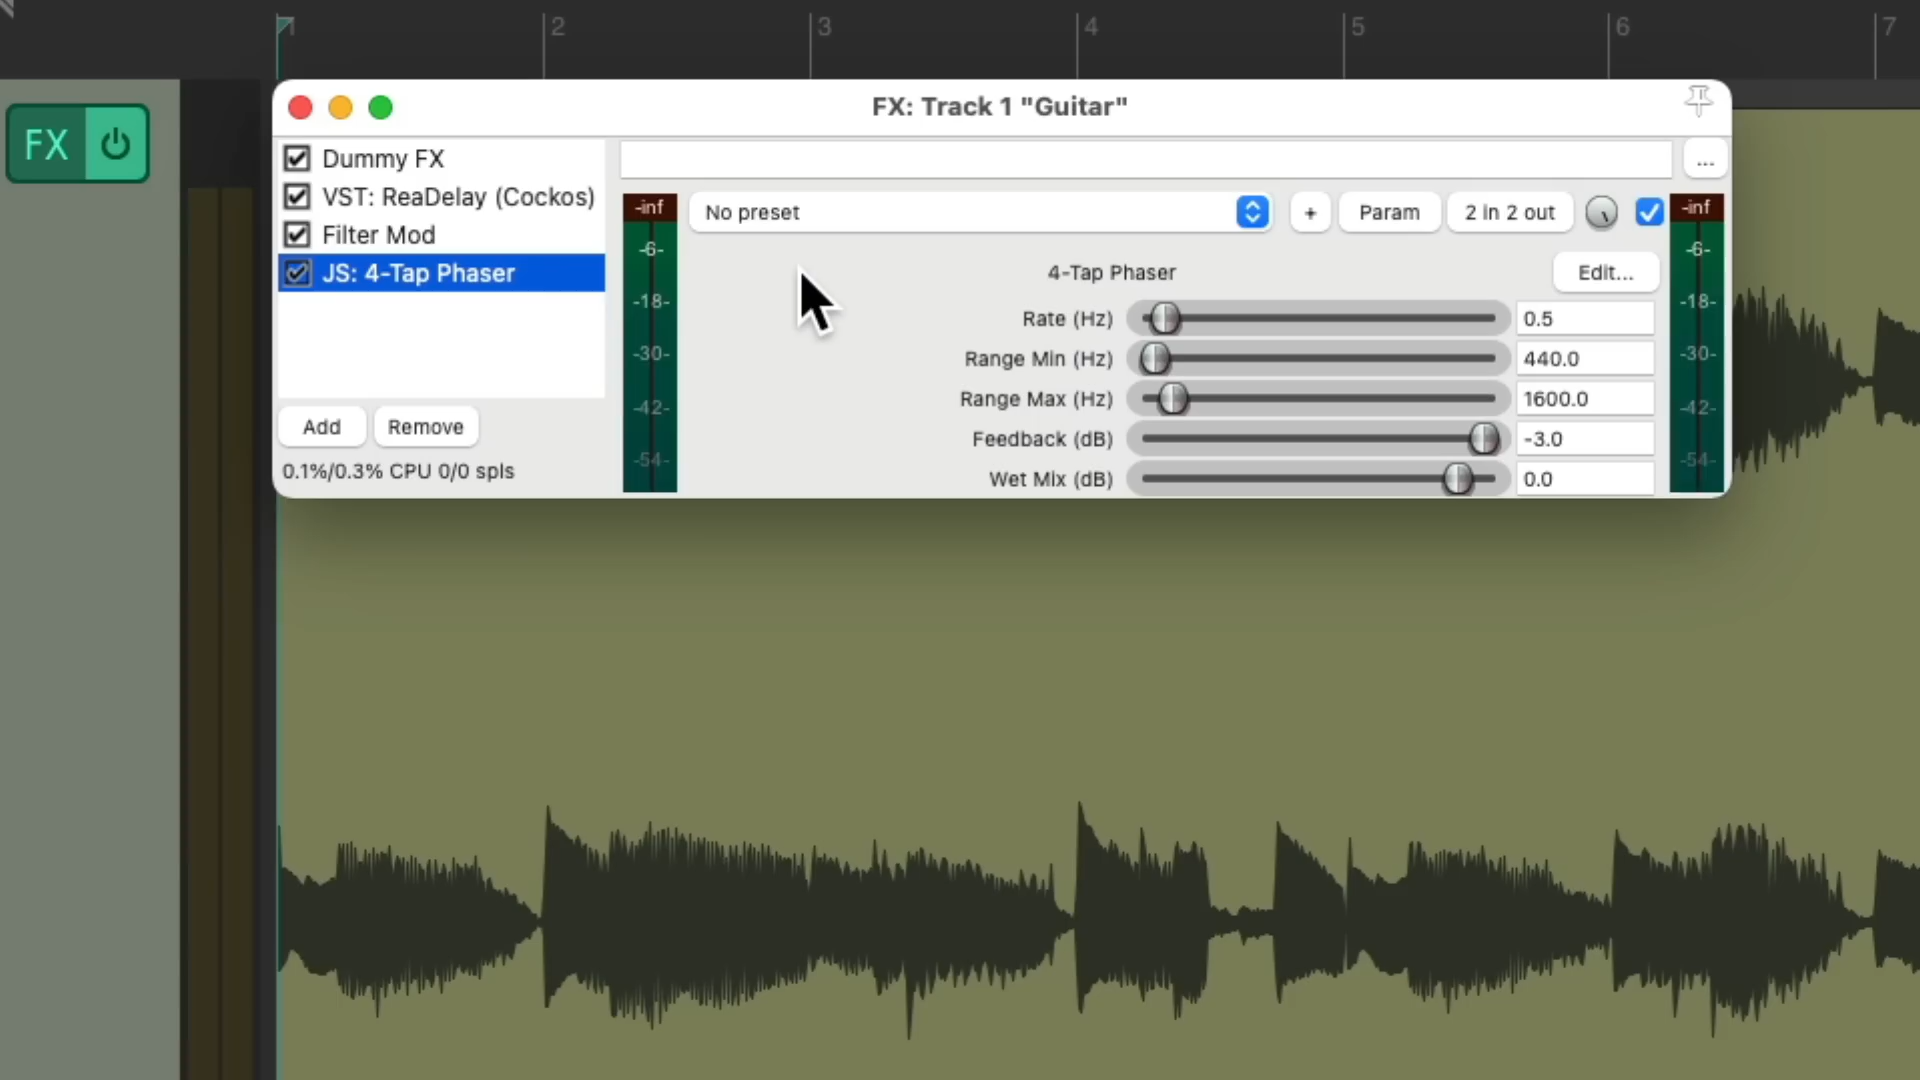 1 2 3 4 5 6 7
FX
FX: Track 1 "Guitar"
Dummy FX
VST: ReaDelay (Cockos)
Filter Mod
JS: 4-Tap Phaser
Add Remove
0.1%/0.3% CPU 0/0 spls
...
-inf
-6-
-18-
-30-
-42-
-54-
No preset + Param 2 in 2 out
4-Tap Phaser Edit...
Rate (Hz) 0.5
Range Min (Hz) 440.0
Range Max (Hz) 1600.0
Feedback (dB) -3.0
Wet Mix (dB) 0.0
-inf
-6-
-18-
-30-
-42-
-54-